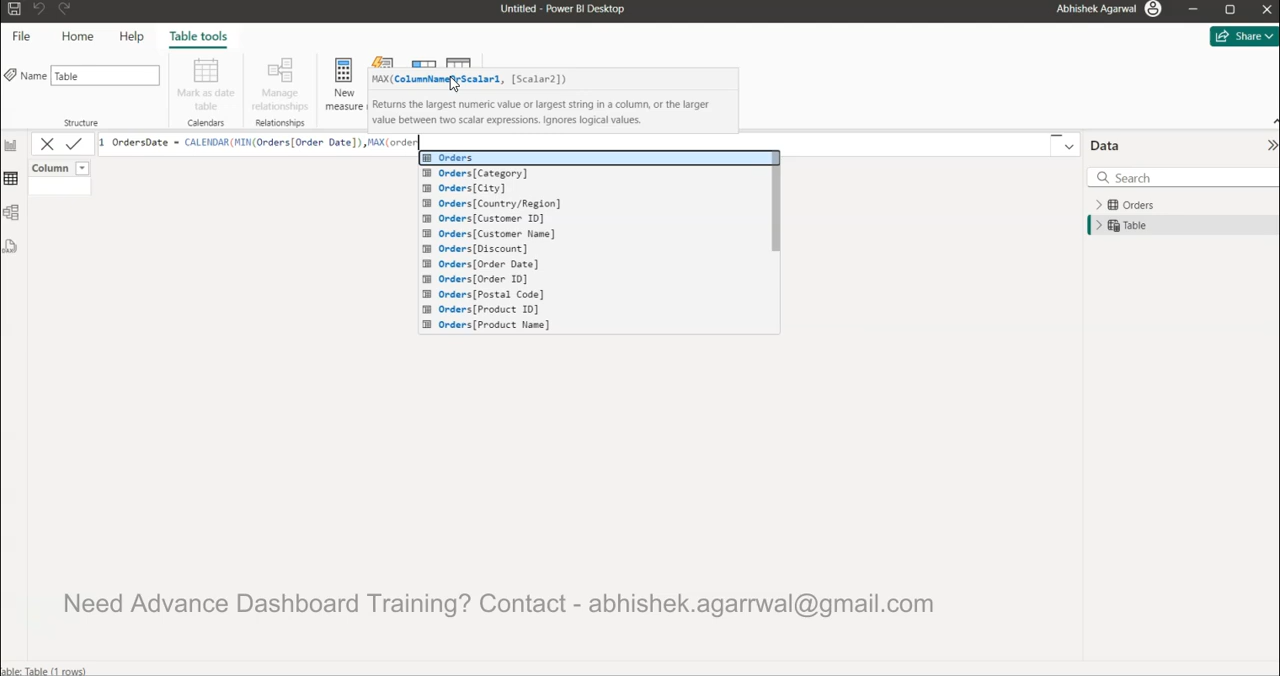 Untitled - Power BI Desktop
Abhishek Agarwal
File Home Help Table tools
Share
Name Table
Mark as date table
Manage relationships
New measure
Structure
Calendars
Relationships
MAX(ColumnNameOrScalar1, [Scalar2])
Returns the largest numeric value or largest string in a column, or the larger
value between two scalar expressions. Ignores logical values.
1 OrdersDate = CALENDAR(MIN(Orders[Order Date]),MAX(order
Column
Orders
Orders[Category]
Orders[City]
Orders[Country/Region]
Orders[Customer ID]
Orders[Customer Name]
Orders[Discount]
Orders[Order Date]
Orders[Order ID]
Orders[Postal Code]
Orders[Product ID]
Orders[Product Name]
Data
Search
Orders
Table
Need Advance Dashboard Training? Contact - abhishek.agarrwal@gmail.com
able: Table (1 rows)